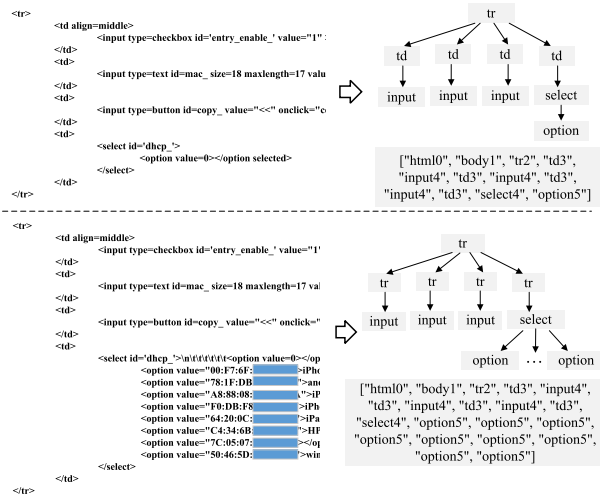 <tr>
<td align=middle>
<input type=checkbox id='entry_enable_' value="1"
</td>
<td>
<input type=text id=mac_ size=18 maxlength=17 valu
</td>
<td>
<input type=button id=copy_ value="<<" onclick="c
</td>
<td>
<select id='dhcp_'>
<option value=0></option selected>
</select>
</td>
</tr>
tr
td td td td
input input input select
option
["html0", "body1", "tr2", "td3",
"input4", "td3", "input4", "td3",
"input4", "td3", "select4", "option5"]
<tr>
<td align=middle>
<input type=checkbox id='entry_enable_' value="1"
</td>
<td>
<input type=text id=mac_ size=18 maxlength=17 val
</td>
<td>
<input type=button id=copy_ value="<<" onclick="
</td>
<td>
<select id='dhcp_'>\n\t\t\t\t\t\t<option value=0></op
<option value="00:F7:6F: >iPho
<option value="78:1F:DB ">and
<option value="A8:88:08: >iP
<option value="F0:DB:F8 >iPh
<option value="64:20:0C: >iPa
<option value="C4:34:6B ">HP
<option value="7C:05:07: ></o
<option value="50:46:5D: ">win
</select>
</td>
</tr>
tr
tr tr tr tr
input input input select
option ... option
["html0", "body1", "tr2", "td3", "input4",
"td3", "input4", "td3", "input4", "td3",
"select4", "option5", "option5", "option5",
"option5", "option5", "option5", "option5",
"option5", "option5"]